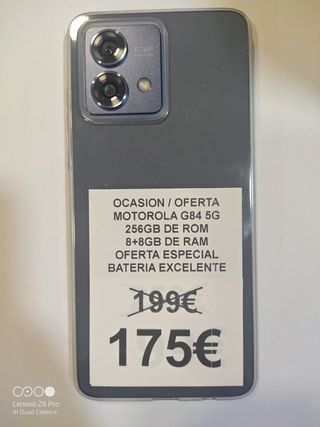 50MP
OCASION / OFERTA
MOTOROLA G84 5G
256GB DE ROM
8+8GB DE RAM
OFERTA ESPECIAL
BATERIA EXCELENTE
199€
175€
Lenovo Z6 Pro
AI Quad Camera